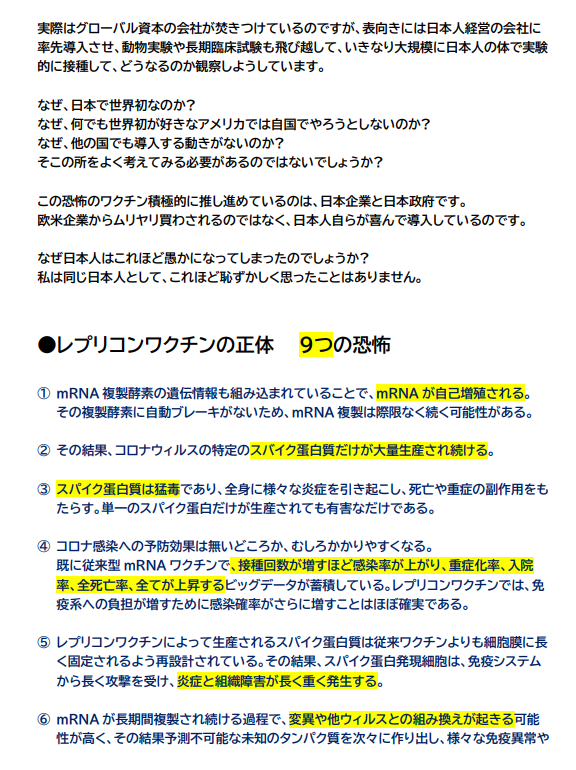 実際はグローバル資本の会社が焚きつけているのですが、表向きには日本人経営の会社に
率先導入させ、動物実験や長期臨床試験も飛び越して、いきなり大規模に日本人の体で実験
的に接種して、どうなるのか観察しようしています。
なぜ、日本で世界初なのか？
なぜ、何でも世界初が好きなアメリカでは自国でやろうとしないのか？
なぜ、他の国でも導入する動きがないのか？
そこの所をよく考えてみる必要があるのではないでしょうか？
この恐怖のワクチン積極的に推し進めているのは、日本企業と日本政府です。
欧米企業からムリヤリ買わされるのではなく、日本人自らが喜んで導入しているのです。
なぜ日本人はこれほど愚かになってしまったのでしょうか？
私は同じ日本人として、これほど恥ずかしく思ったことはありません。
●レプリコンワクチンの正体　９つの恐怖
① mRNA 複製酵素の遺伝情報も組み込まれていることで、mRNA が自己増殖される。
その複製酵素に自動ブレーキがないため、mRNA 複製は際限なく続く可能性がある。
② その結果、コロナウィルスの特定のスパイク蛋白質だけが大量生産され続ける。
③ スパイク蛋白質は猛毒であり、全身に様々な炎症を引き起こし、死亡や重症の副作用をも
たらす。単一のスパイク蛋白だけが生産されても有害なだけである。
④ コロナ感染への予防効果は無いどころか、むしろかかりやすくなる。
既に従来型 mRNA ワクチンで、接種回数が増すほど感染率が上がり、重症化率、入院
率、全死亡率、全てが上昇するビッグデータが蓄積している。レプリコンワクチンでは、免
疫系への負担が増すために感染確率がさらに増すことはほぼ確実である。
⑤ レプリコンワクチンによって生産されるスパイク蛋白質は従来ワクチンよりも細胞膜に長
く固定されるよう再設計されている。その結果、スパイク蛋白発現細胞は、免疫システム
から長く攻撃を受け、炎症と組織障害が長く重く発生する。
⑥ mRNA が長期間複製され続ける過程で、変異や他ウィルスとの組み換えが起きる可能
性が高く、その結果予測不可能な未知のタンパク質を次々に作り出し、様々な免疫異常や